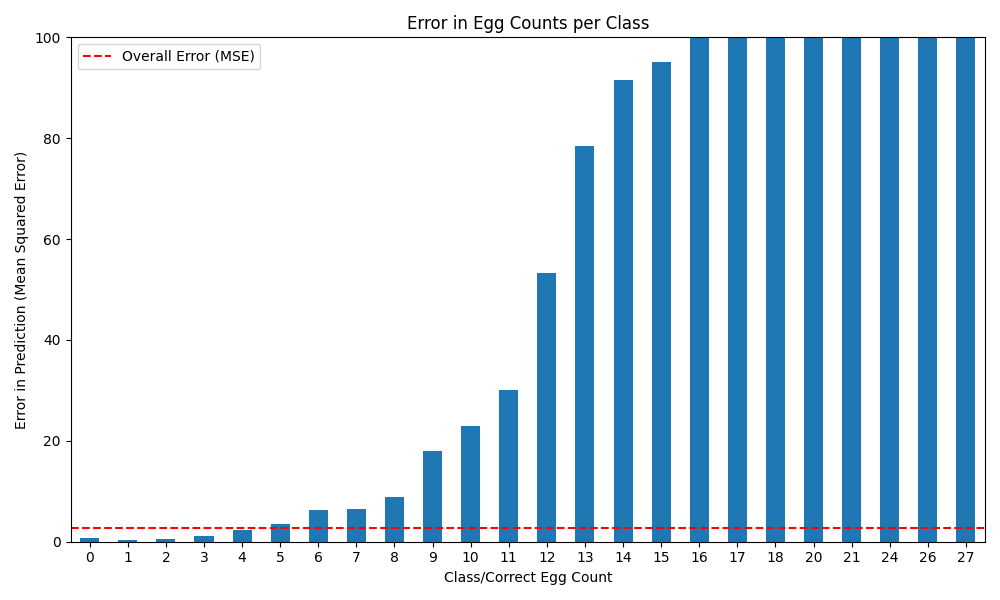 Error in Egg Counts per Class
Overall Error (MSE)
Error in Prediction (Mean Squared Error)
100
80
60
40
20
0
0 1 2 3 4 5 6 7 8 9 10 11 12 13 14 15 16 17 18 20 21 24 26 27
Class/Correct Egg Count